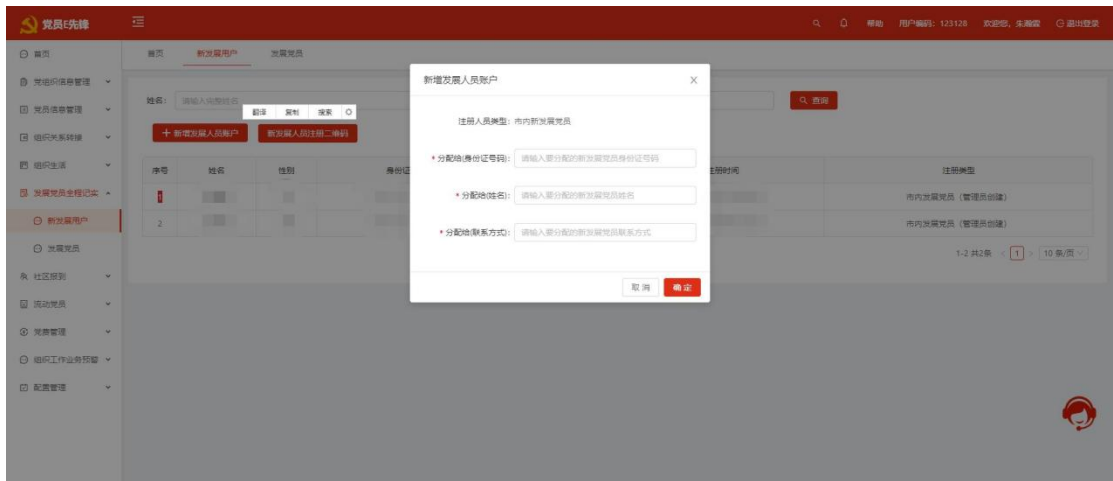 党员E先锋
帮助 用户编码：123128 欢迎您，朱瀚霖 退出登录
首页
党组织信息管理
党员信息管理
组织关系转接
组织生活
发展党员全程记实
新发展用户
发展党员
社区报到
流动党员
党费管理
组织工作业务预警
配置管理
首页 新发展用户 发展党员
姓名： 请输入完整姓名
查询
翻译 复制 搜索
新增发展人员账户 新发展人员注册二维码
序号 姓名 性别 身份证 注册时间 注册类型
1 市内发展党员（管理员创建）
2 市内发展党员（管理员创建）
1-2 共2条 < 1 > 10 条/页
新增发展人员账户
注册人员类型：市内新发展党员
* 分配给(身份证号码)： 请输入要分配的新发展党员身份证号码
* 分配给(姓名)： 请输入要分配的新发展党员姓名
* 分配给(联系方式)： 请输入要分配的新发展党员联系方式
取 消 确 定